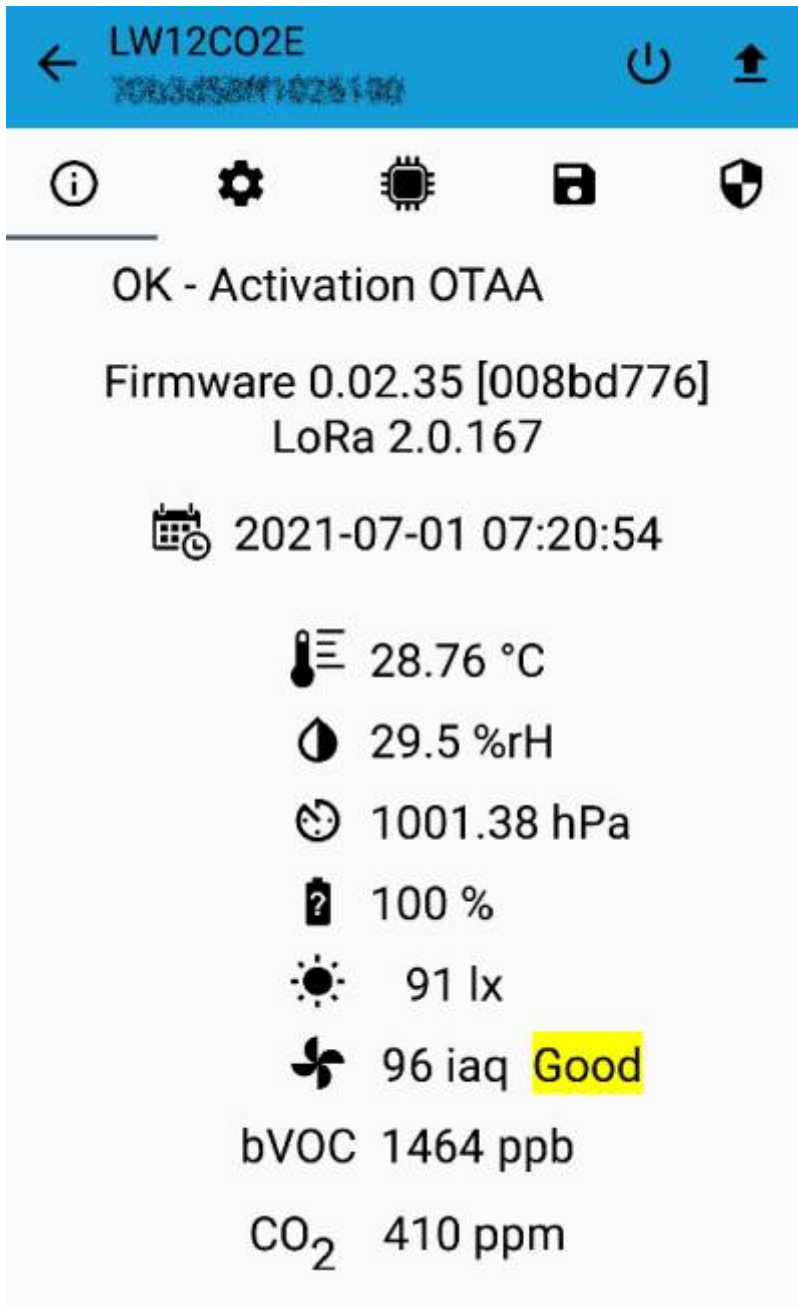 LW12CO2E
OK - Activation OTAA
Firmware 0.02.35 [008bd776]
LoRa 2.0.167
2021-07-01 07:20:54
28.76 °C
29.5 %rH
1001.38 hPa
100 %
91 lx
96 iaq Good
bVOC 1464 ppb
CO₂ 410 ppm